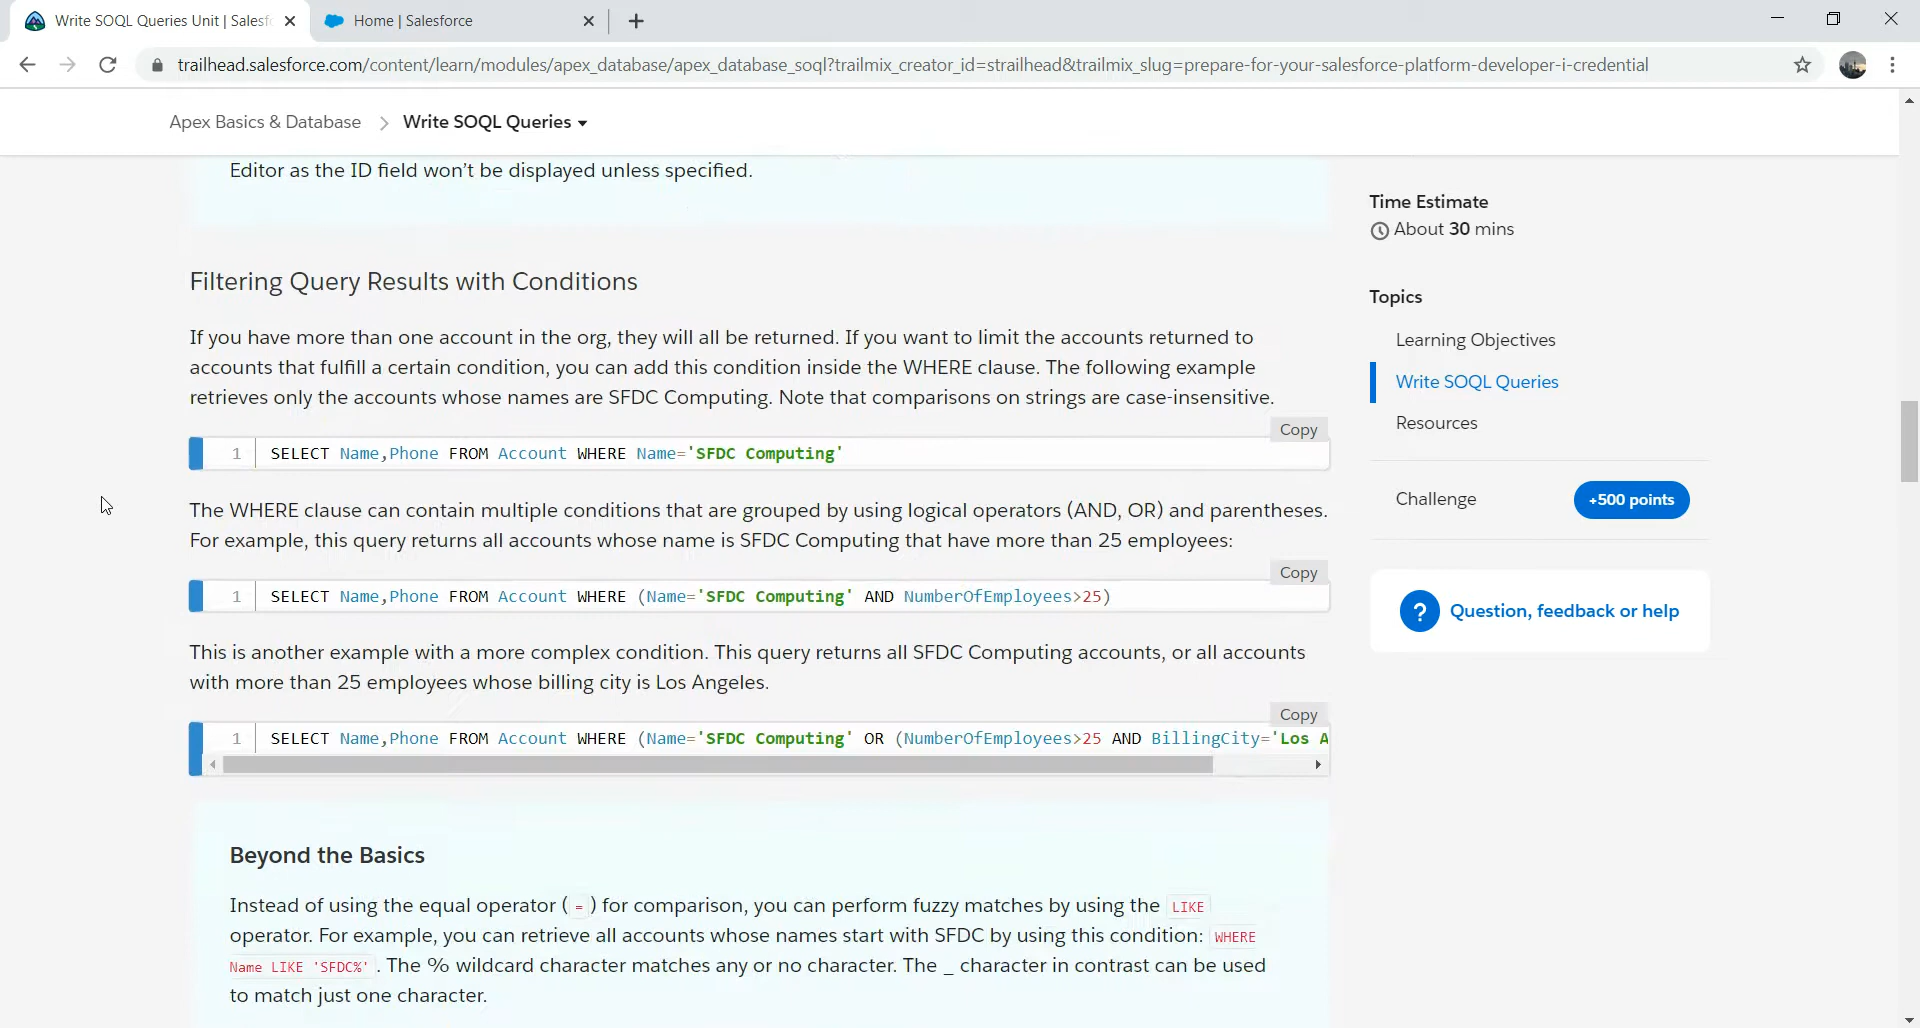 Write SOQL Queries Unit | Salesf
Home | Salesforce
trailhead.salesforce.com/content/learn/modules/apex_database/apex_database_soql?trailmix_creator_id=strailhead&trailmix_slug=prepare-for-your-salesforce-platform-developer-i-credential
Apex Basics & Database > Write SOQL Queries
Editor as the ID field won't be displayed unless specified.
Filtering Query Results with Conditions
If you have more than one account in the org, they will all be returned. If you want to limit the accounts returned to
accounts that fulfill a certain condition, you can add this condition inside the WHERE clause. The following example
retrieves only the accounts whose names are SFDC Computing. Note that comparisons on strings are case-insensitive.
Copy
1 SELECT Name,Phone FROM Account WHERE Name='SFDC Computing'
The WHERE clause can contain multiple conditions that are grouped by using logical operators (AND, OR) and parentheses.
For example, this query returns all accounts whose name is SFDC Computing that have more than 25 employees:
Copy
1 SELECT Name,Phone FROM Account WHERE (Name='SFDC Computing' AND NumberOfEmployees>25)
This is another example with a more complex condition. This query returns all SFDC Computing accounts, or all accounts
with more than 25 employees whose billing city is Los Angeles.
Copy
1 SELECT Name,Phone FROM Account WHERE (Name='SFDC Computing' OR (NumberOfEmployees>25 AND BillingCity='Los A
Beyond the Basics
Instead of using the equal operator ( = ) for comparison, you can perform fuzzy matches by using the LIKE
operator. For example, you can retrieve all accounts whose names start with SFDC by using this condition: WHERE
Name LIKE 'SFDC%' . The % wildcard character matches any or no character. The _ character in contrast can be used
to match just one character.
Time Estimate
About 30 mins
Topics
Learning Objectives
Write SOQL Queries
Resources
Challenge
+500 points
? Question, feedback or help